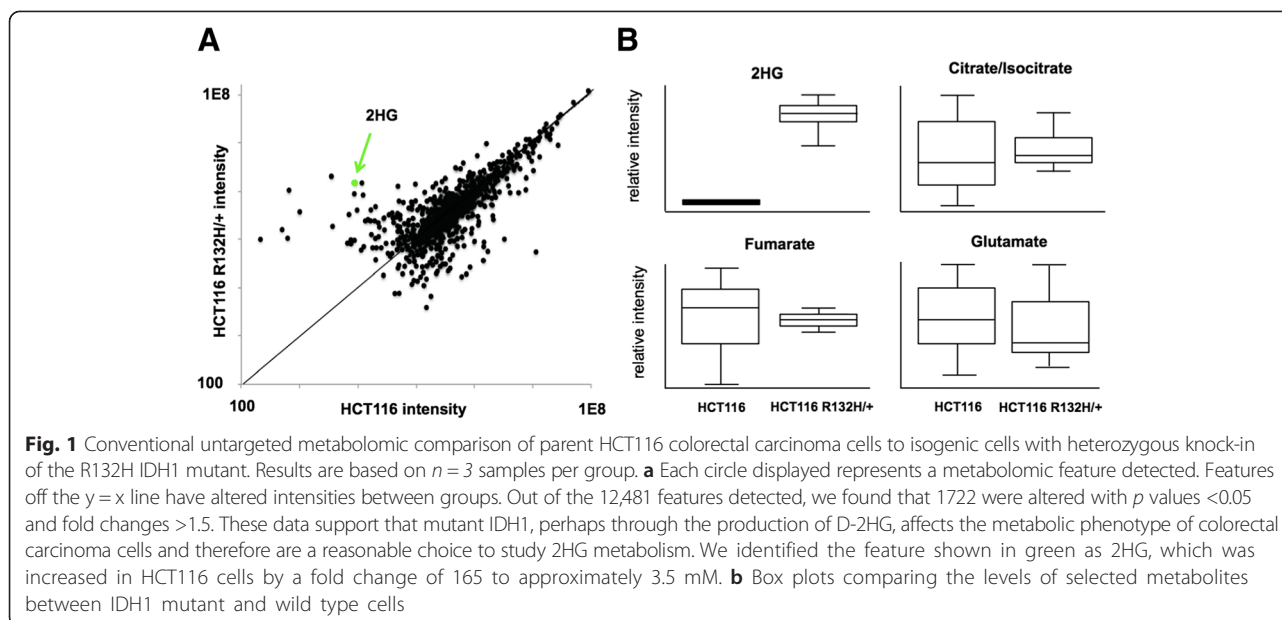 A
1E8
2HG
HCT116 R132H/+ intensity
100
100
HCT116 intensity
1E8
B
2HG
Citrate/Isocitrate
relative intensity
Fumarate
Glutamate
relative intensity
HCT116
HCT116 R132H/+
HCT116
HCT116 R132H/+
Fig. 1 Conventional untargeted metabolomic comparison of parent HCT116 colorectal carcinoma cells to isogenic cells with heterozygous knock-in
of the R132H IDH1 mutant. Results are based on n = 3 samples per group. a Each circle displayed represents a metabolomic feature detected. Features
off the y = x line have altered intensities between groups. Out of the 12,481 features detected, we found that 1722 were altered with p values <0.05
and fold changes >1.5. These data support that mutant IDH1, perhaps through the production of D-2HG, affects the metabolic phenotype of colorectal
carcinoma cells and therefore are a reasonable choice to study 2HG metabolism. We identified the feature shown in green as 2HG, which was
increased in HCT116 cells by a fold change of 165 to approximately 3.5 mM. b Box plots comparing the levels of selected metabolites
between IDH1 mutant and wild type cells